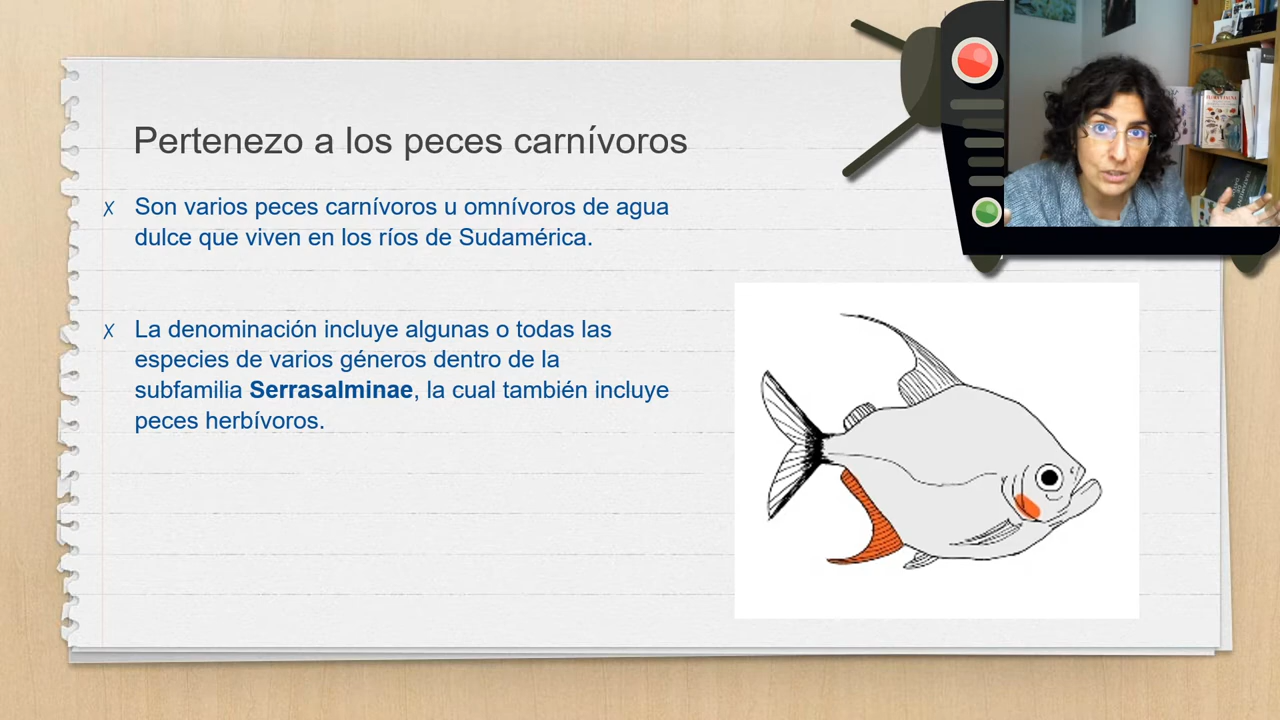 Pertenezo a los peces carnívoros
✗ Son varios peces carnívoros u omnívoros de agua
dulce que viven en los ríos de Sudamérica.
✗ La denominación incluye algunas o todas las
especies de varios géneros dentro de la
subfamilia Serrasalminae, la cual también incluye
peces herbívoros.